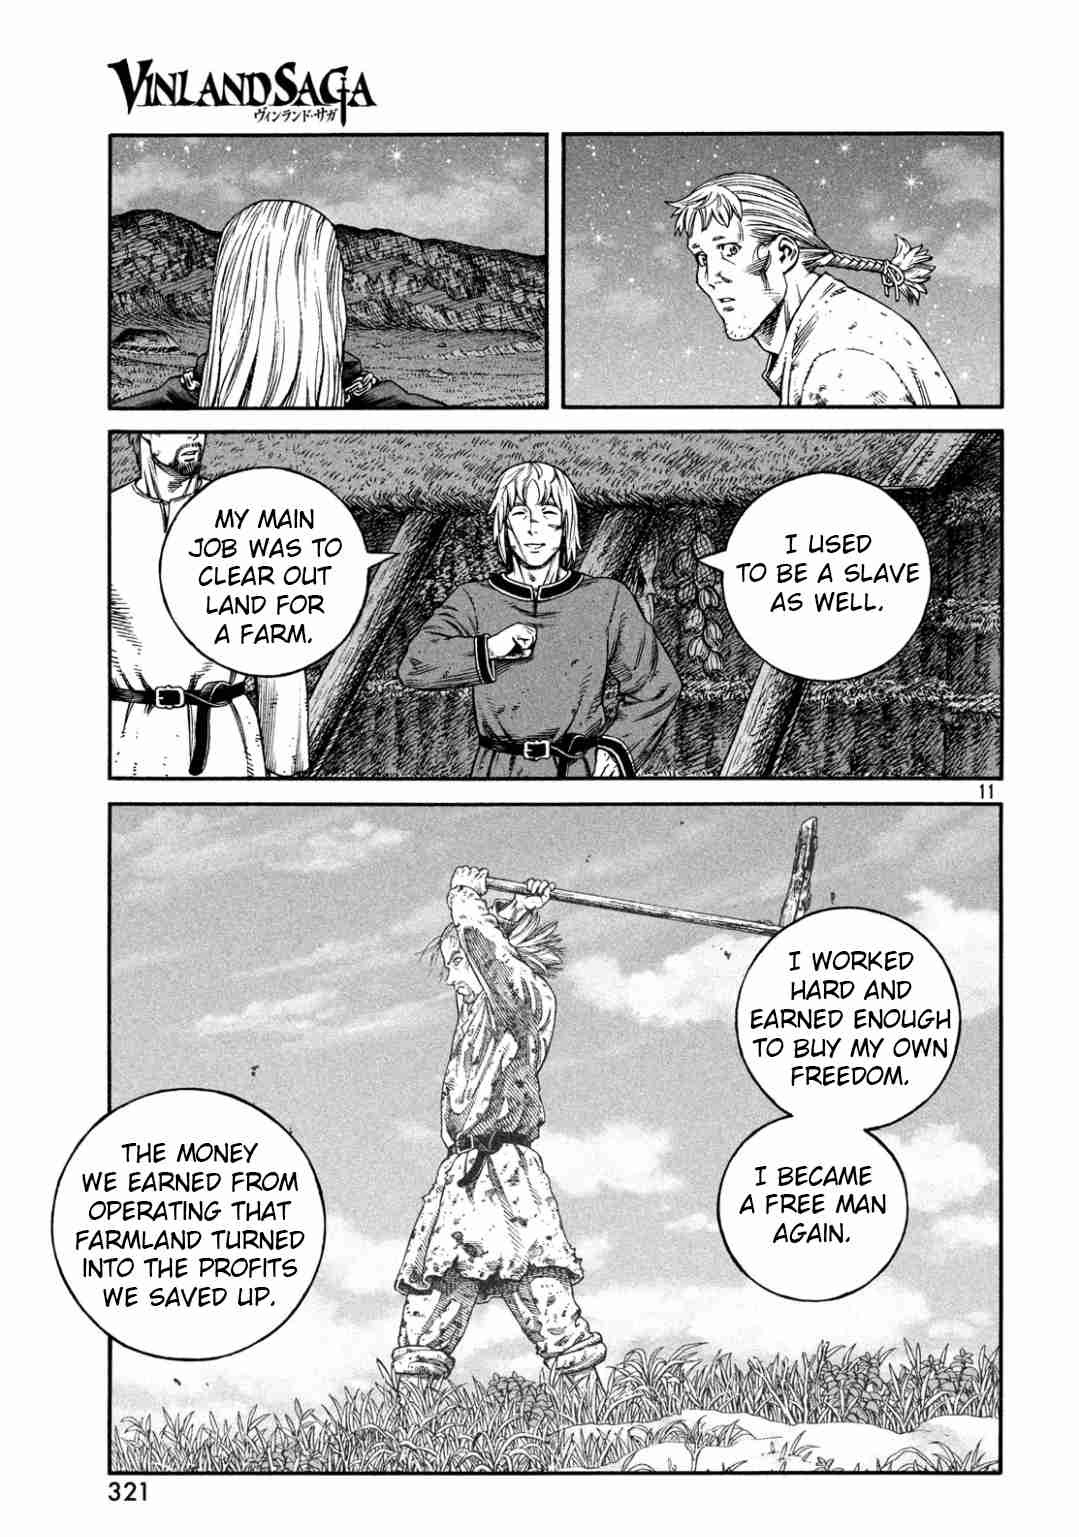 VINLAND SAGA
ヴィンランド・サガ
I USED
TO BE A SLAVE
AS WELL.
MY MAIN
JOB WAS TO
CLEAR OUT
LAND FOR
A FARM.
11
I WORKED
HARD AND
EARNED ENOUGH
TO BUY MY OWN
FREEDOM.
I BECAME
A FREE MAN
AGAIN.
THE MONEY
WE EARNED FROM
OPERATING THAT
FARMLAND TURNED
INTO THE PROFITS
WE SAVED UP.
321